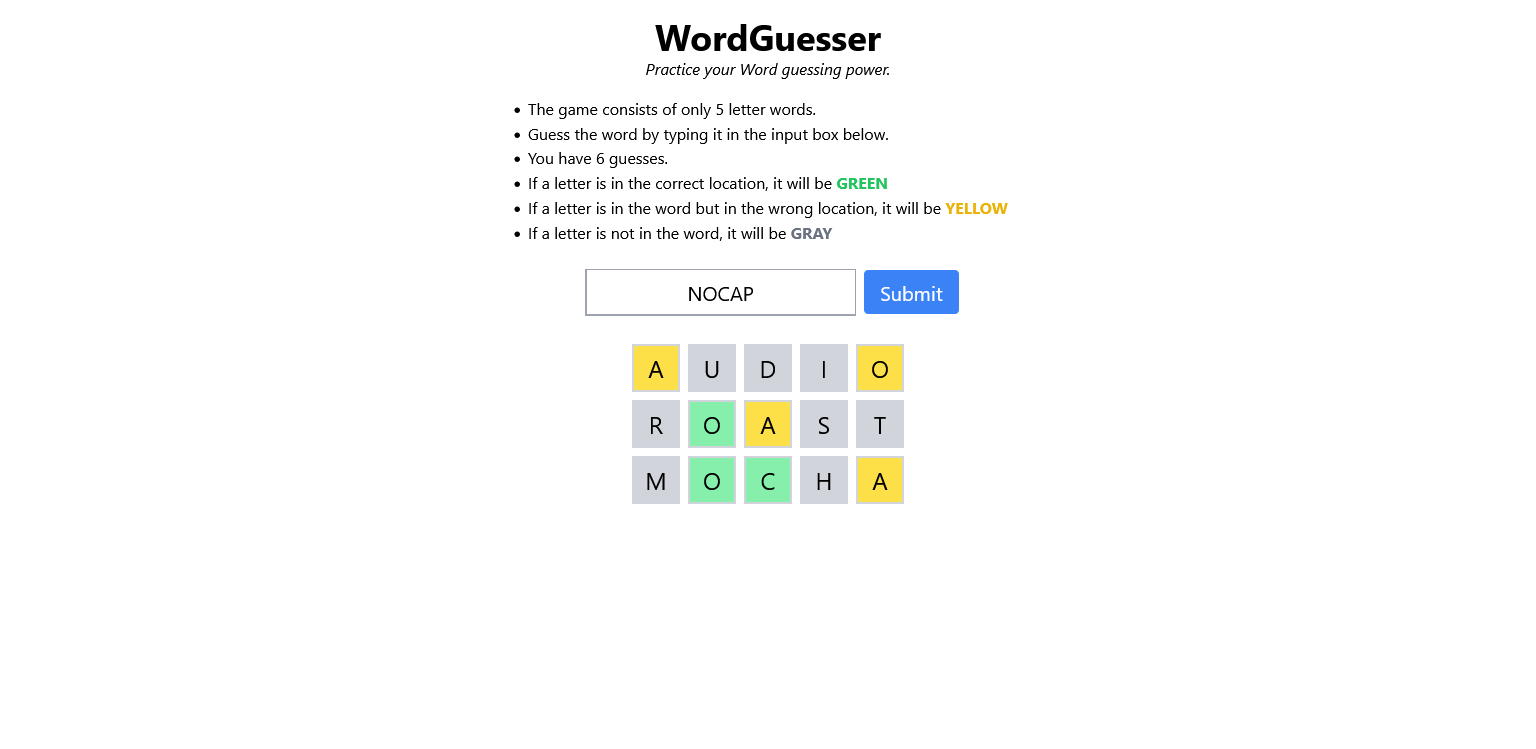 WordGuesser
Practice your Word guessing power.
• The game consists of only 5 letter words.
• Guess the word by typing it in the input box below.
• You have 6 guesses.
• If a letter is in the correct location, it will be GREEN
• If a letter is in the word but in the wrong location, it will be YELLOW
• If a letter is not in the word, it will be GRAY
NOCAP Submit
A U D I O
R O A S T
M O C H A